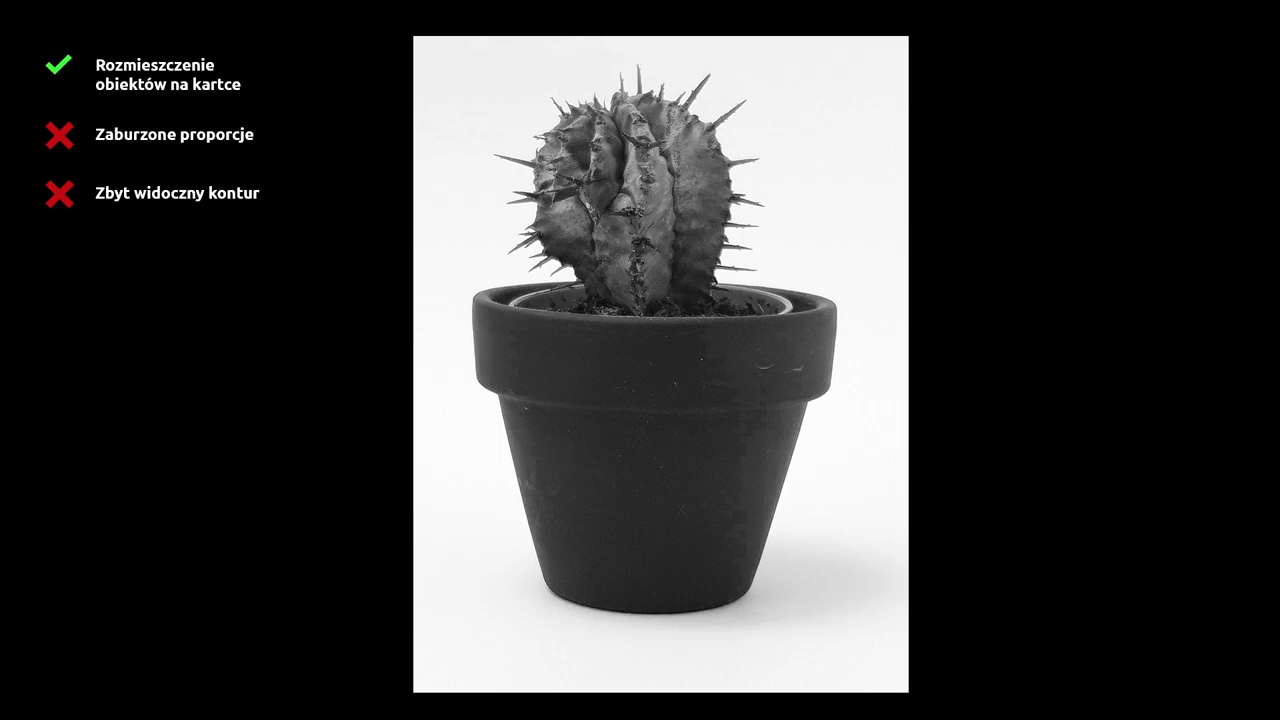 Rozmieszczenie
obiektów na kartce
Zaburzone proporcje
Zbyt widoczny kontur